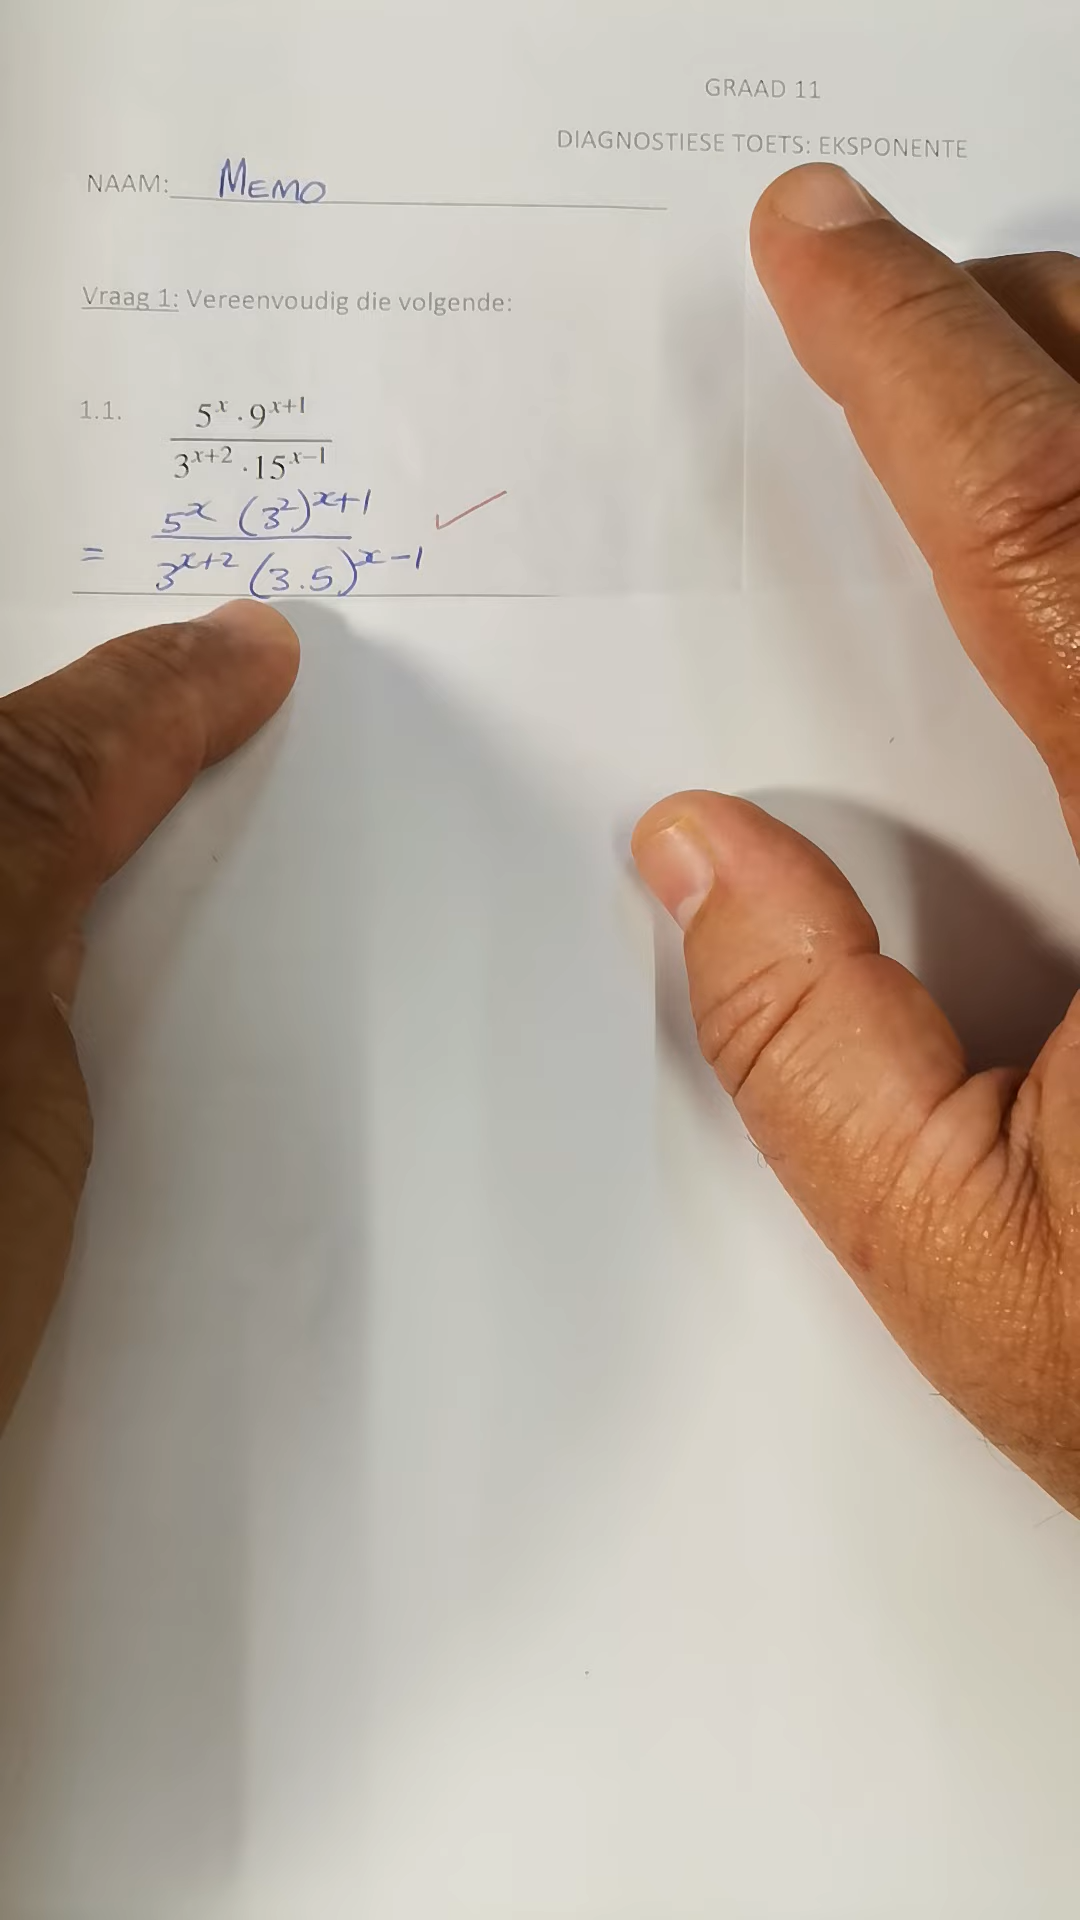 GRAAD 11
DIAGNOSTIESE TOETS: EKSPONENTE
NAAM: MEMO
Vraag 1: Vereenvoudig die volgende:
1.1. 5^x · 9^{x+1}
3^{x+2} · 15^{x−1}
5^x (3^2)^{x+1}
= 3^{x+2} (3.5)^{x−1}